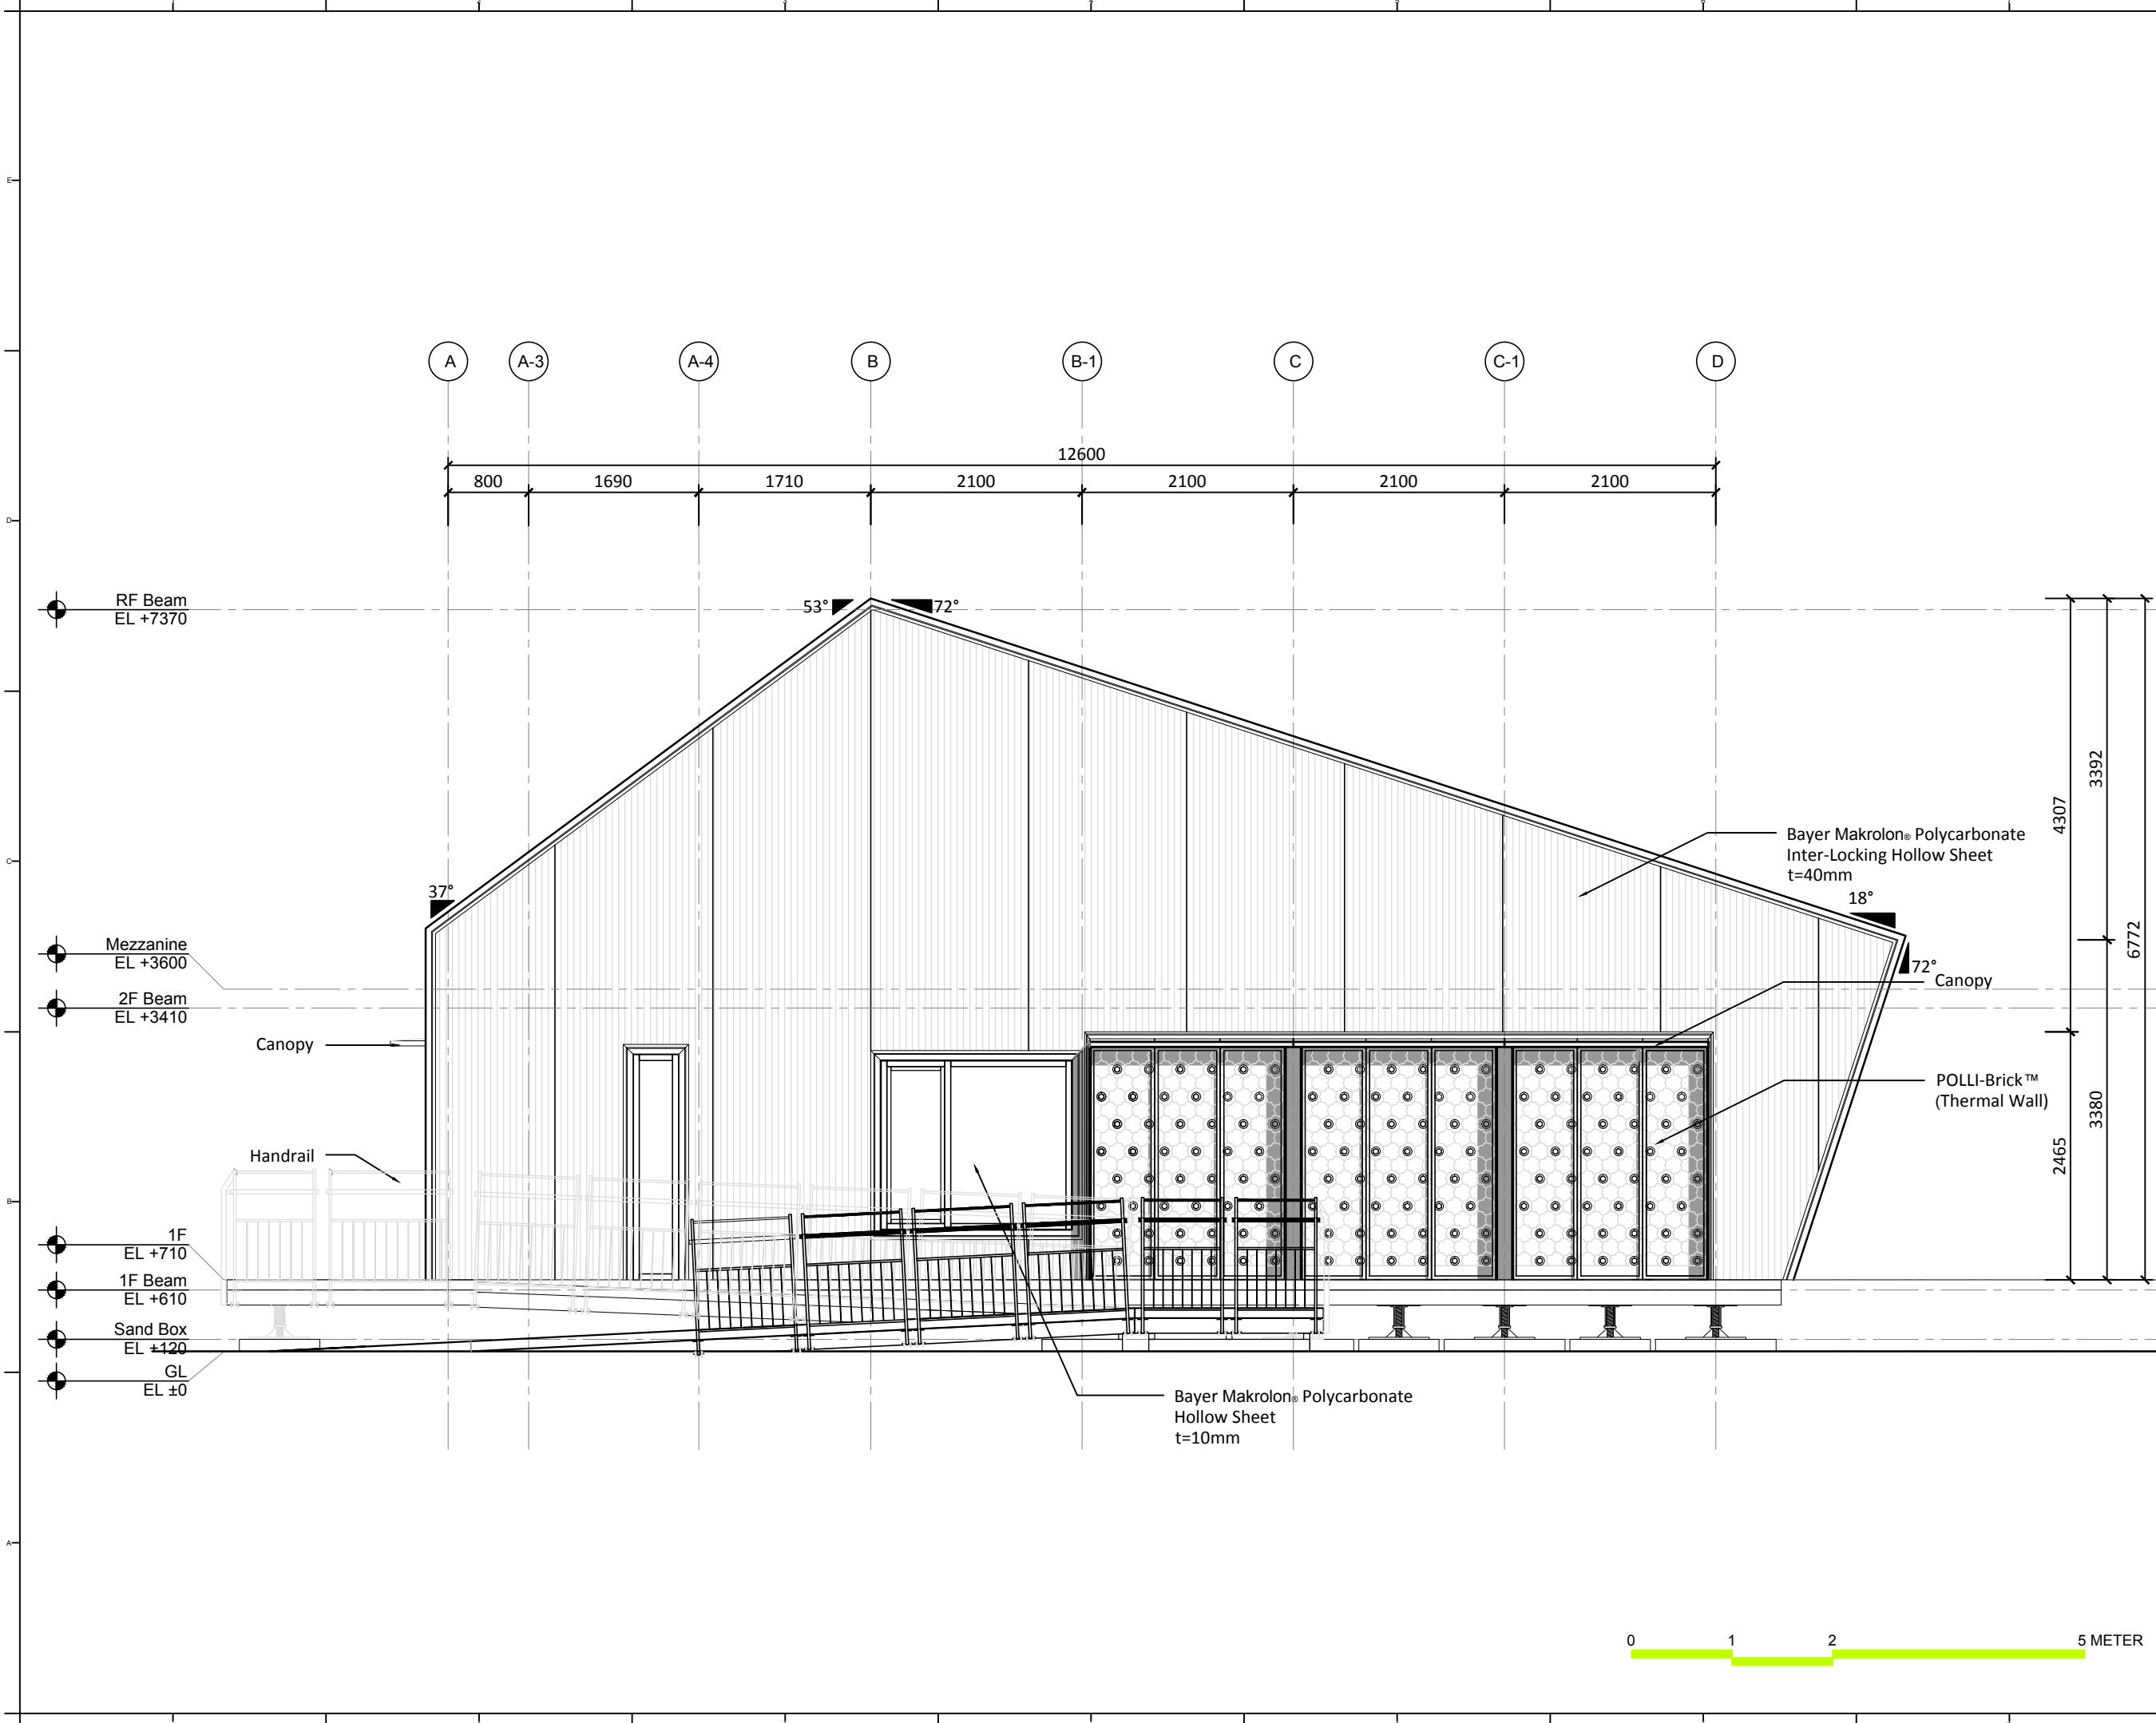 A A-3 A-4 B B-1 C C-1 D
12600
800 1690 1710 2100 2100 2100 2100
RF Beam
EL +7370
53° 72°
4307 3392 6772
Bayer Makrolon® Polycarbonate
Inter-Locking Hollow Sheet
t=40mm
37°
18°
Mezzanine
EL +3600
72°
Canopy
2F Beam
EL +3410
Canopy
POLLI-Brick™
(Thermal Wall)
2465 3380
Handrail
1F
EL +710
1F Beam
EL +610
Sand Box
EL +120
GL
EL ±0
Bayer Makrolon® Polycarbonate
Hollow Sheet
t=10mm
0 1 2 5 METER
E
D
C
B
A